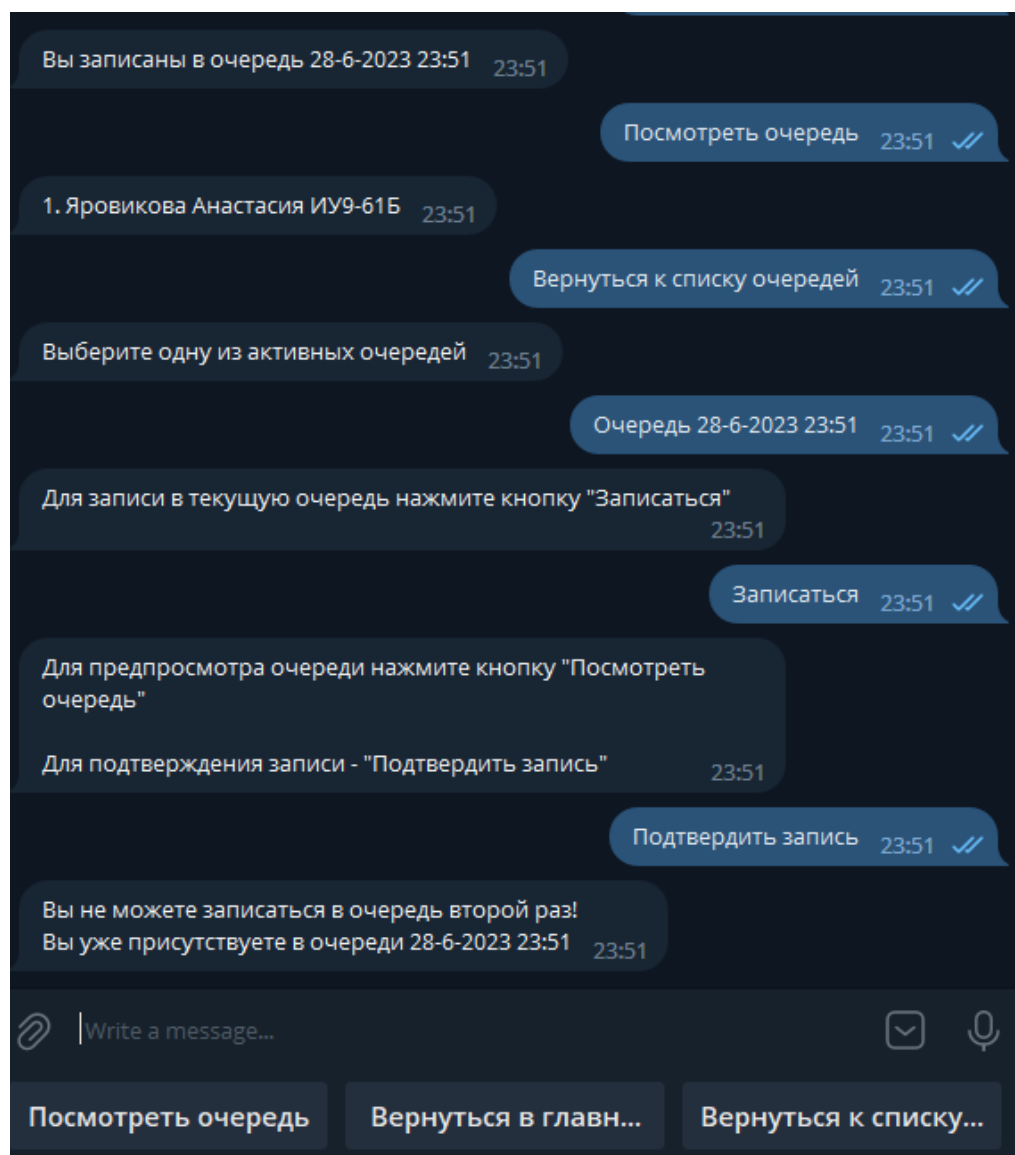 Вы записаны в очередь 28-6-2023 23:51 23:51
Посмотреть очередь 23:51
1. Яровикова Анастасия ИУ9-61Б 23:51
Вернуться к списку очередей 23:51
Выберите одну из активных очередей 23:51
Очередь 28-6-2023 23:51 23:51
Для записи в текущую очередь нажмите кнопку "Записаться"
23:51
Записаться 23:51
Для предпросмотра очереди нажмите кнопку "Посмотреть
очередь"
Для подтверждения записи - "Подтвердить запись" 23:51
Подтвердить запись 23:51
Вы не можете записаться в очередь второй раз!
Вы уже присутствуете в очереди 28-6-2023 23:51 23:51
Write a message...
Посмотреть очередь Вернуться в главн... Вернуться к списку...